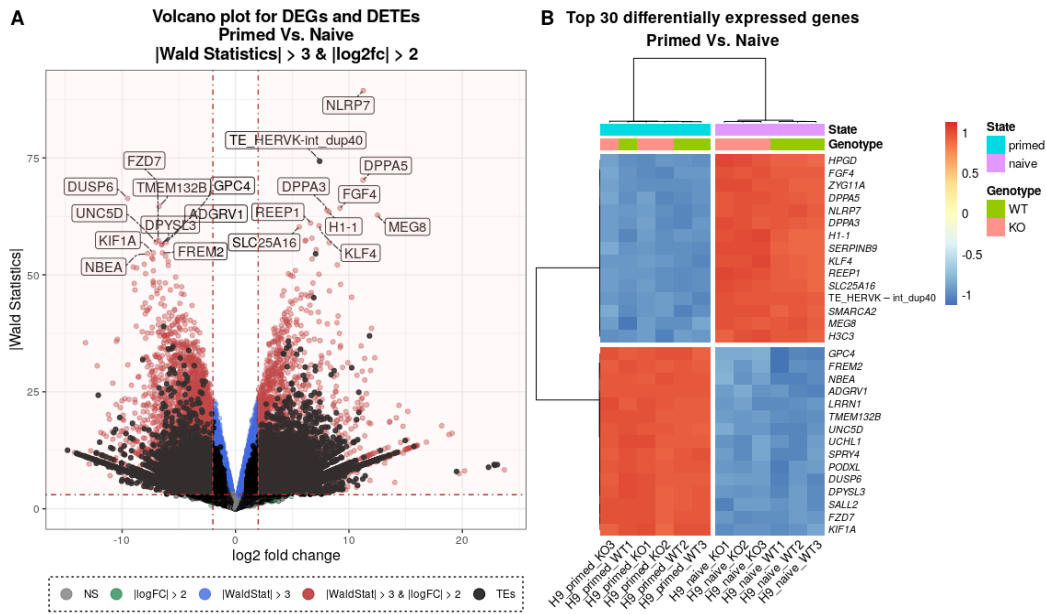 A
Volcano plot for DEGs and DETEs
Primed Vs. Naive
|Wald Statistics| > 3 & |log2fc| > 2
|Wald Statistics|
75
50
25
0
-10
0
10
20
log2 fold change
NLRP7
TE_HERVK-int_dup40
FZD7
DPPA5
DUSP6
TMEM132B
GPC4
DPPA3
FGF4
UNC5D
ADGRV1
REEP1
DPYSL3
H1-1
MEG8
KIF1A
SLC25A16
FREM2
KLF4
NBEA
NS
|logFC| > 2
|WaldStat| > 3
|WaldStat| > 3 & |logFC| > 2
TEs
B
Top 30 differentially expressed genes
Primed Vs. Naive
State
Genotype
HPGD
FGF4
ZYG11A
DPPA5
NLRP7
DPPA3
H1-1
SERPINB9
KLF4
REEP1
SLC25A16
TE_HERVK – int_dup40
SMARCA2
MEG8
H3C3
GPC4
FREM2
NBEA
ADGRV1
LRRN1
TMEM132B
UNC5D
UCHL1
SPRY4
PODXL
DUSP6
DPYSL3
SALL2
FZD7
KIF1A
H9_primed_KO3
H9_primed_WT1
H9_primed_KO1
H9_primed_KO2
H9_primed_WT2
H9_primed_WT3
H9_naive_KO1
H9_naive_KO2
H9_naive_KO3
H9_naive_WT1
H9_naive_WT2
H9_naive_WT3
1
0.5
0
-0.5
-1
State
primed
naive
Genotype
WT
KO